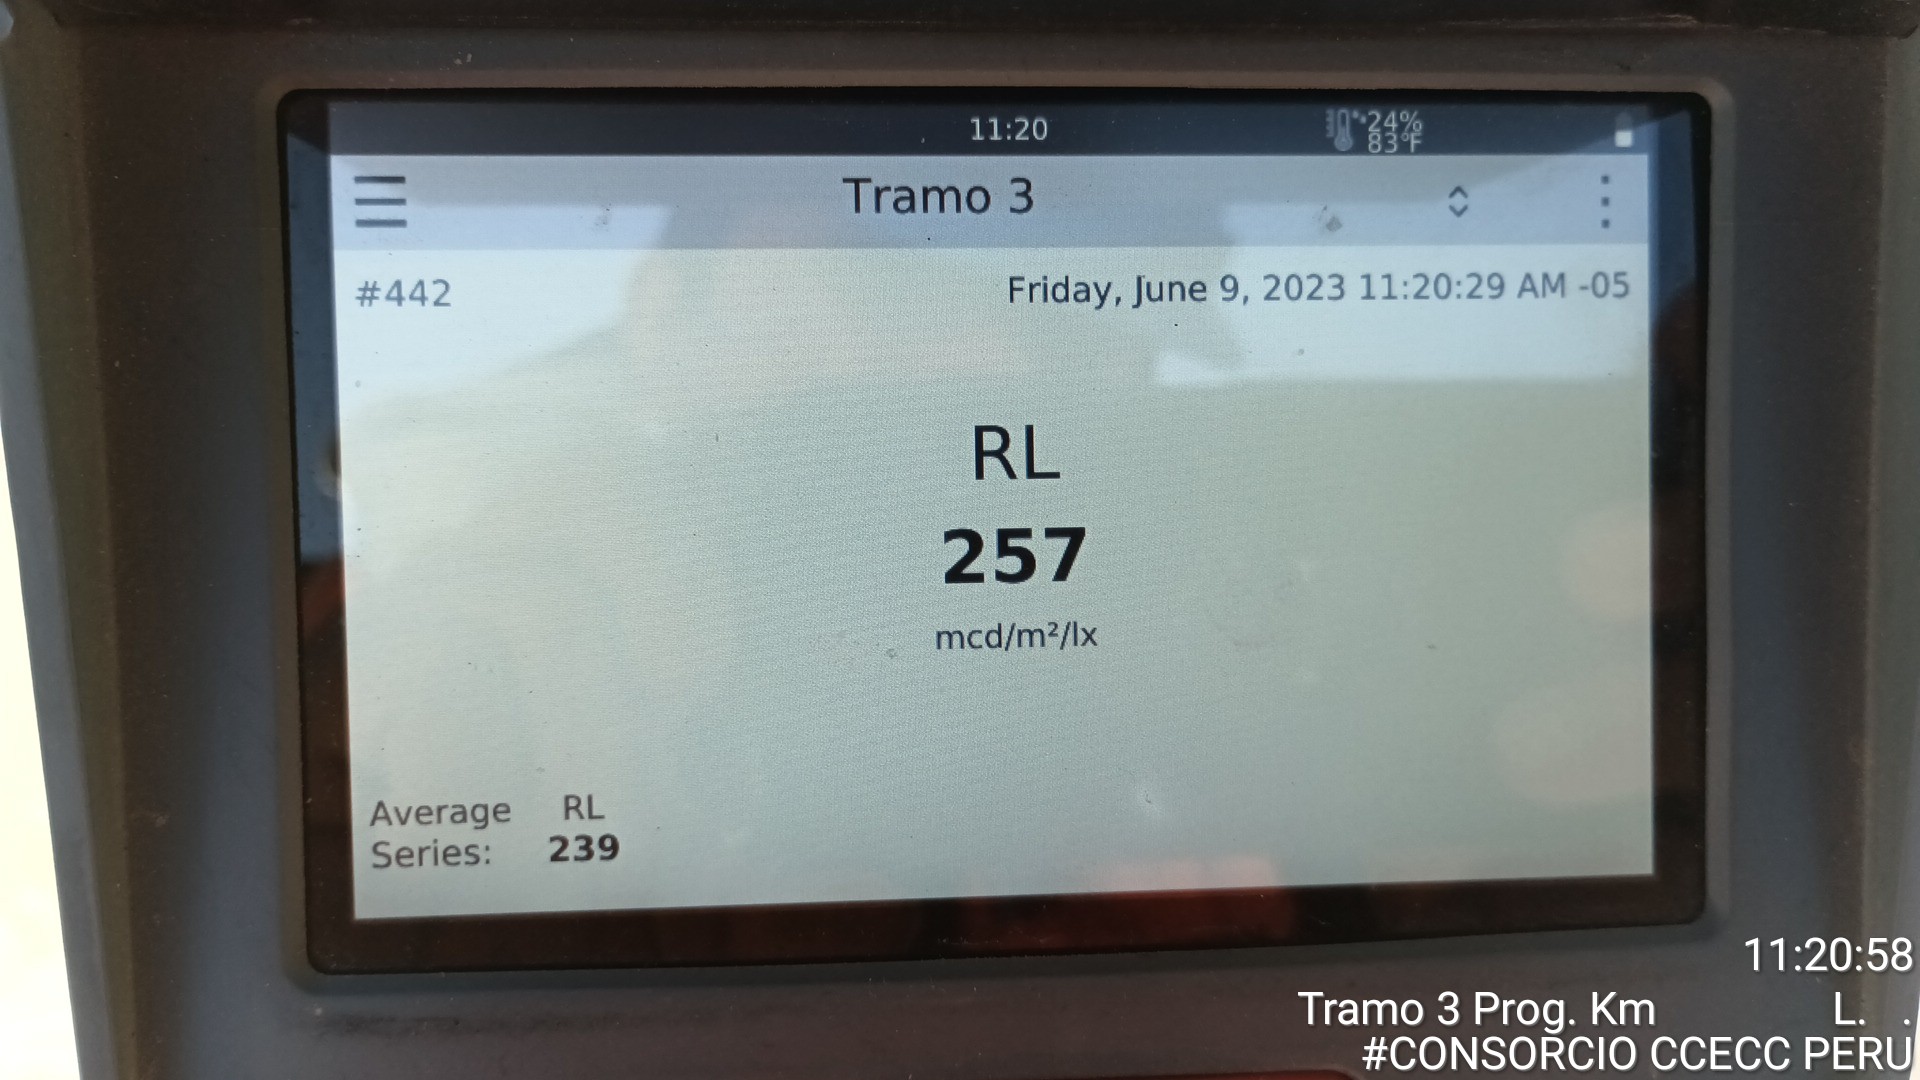 11:20
24%
83°F
Tramo 3
#442
Friday, June 9, 2023 11:20:29 AM -05
RL
257
mcd/m²/lx
Average RL
Series: 239
11:20:58
Tramo 3 Prog. Km L. .
#CONSORCIO CCECC PERU